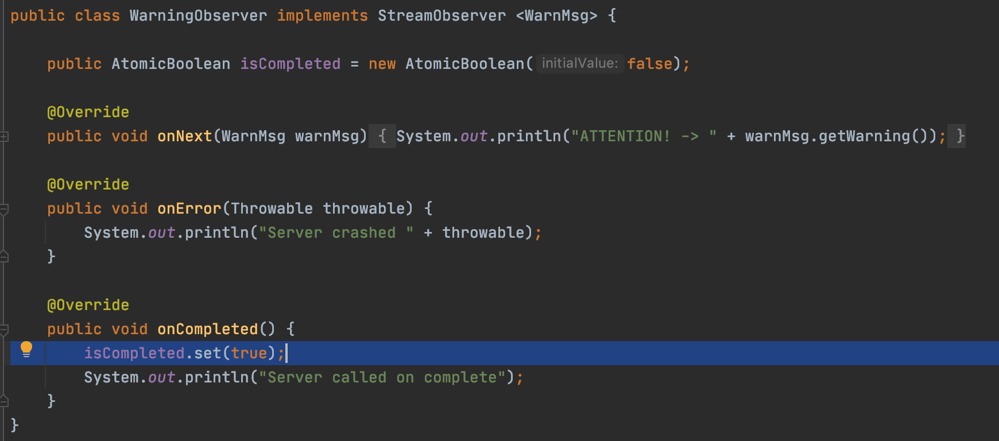 public class WarningObserver implements StreamObserver <WarnMsg> {
public AtomicBoolean isCompleted = new AtomicBoolean( initialValue: false);
@Override
public void onNext(WarnMsg warnMsg) { System.out.println("ATTENTION! -> " + warnMsg.getWarning()); }
@Override
public void onError(Throwable throwable) {
System.out.println("Server crashed " + throwable);
}
@Override
public void onCompleted() {
isCompleted.set(true);
System.out.println("Server called on complete");
}
}